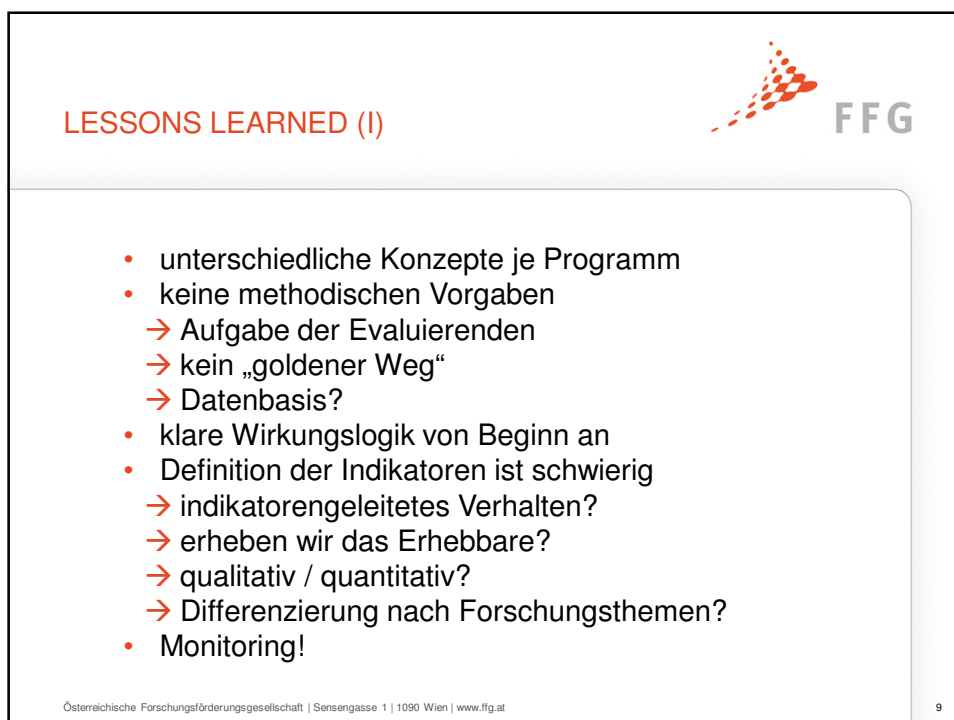 LESSONS LEARNED (I)
FFG
• unterschiedliche Konzepte je Programm
• keine methodischen Vorgaben
→ Aufgabe der Evaluierenden
→ kein „goldener Weg“
→ Datenbasis?
• klare Wirkungslogik von Beginn an
• Definition der Indikatoren ist schwierig
→ indikatorengeleitetes Verhalten?
→ erheben wir das Erhebbare?
→ qualitativ / quantitativ?
→ Differenzierung nach Forschungsthemen?
• Monitoring!
Österreichische Forschungsförderungsgesellschaft | Sensengasse 1 | 1090 Wien | www.ffg.at
9